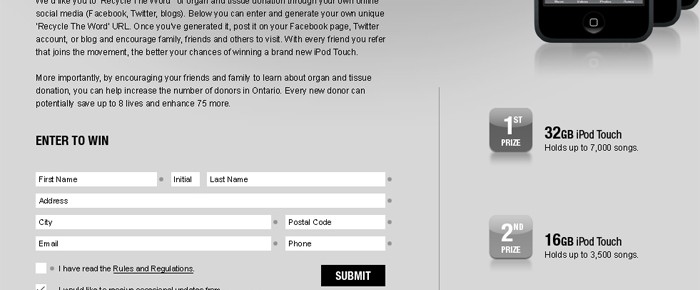 We'd like you to "Recycle The Word" of organ and tissue donation through your own online
social media (Facebook, Twitter, blogs). Below you can enter and generate your own unique
'Recycle The Word' URL. Once you've generated it, post it on your Facebook page, Twitter
account, or blog and encourage family, friends and others to visit. With every friend you refer
that joins the movement, the better your chances of winning a brand new iPod Touch.
More importantly, by encouraging your friends and family to learn about organ and tissue
donation, you can help increase the number of donors in Ontario. Every new donor can
potentially save up to 8 lives and enhance 75 more.
ENTER TO WIN
First Name
Initial
Last Name
Address
City
Postal Code
Email
Phone
I have read the Rules and Regulations.
SUBMIT
I would like to receive occasional updates from
1ST
PRIZE
32GB iPod Touch
Holds up to 7,000 songs.
2ND
PRIZE
16GB iPod Touch
Holds up to 3,500 songs.